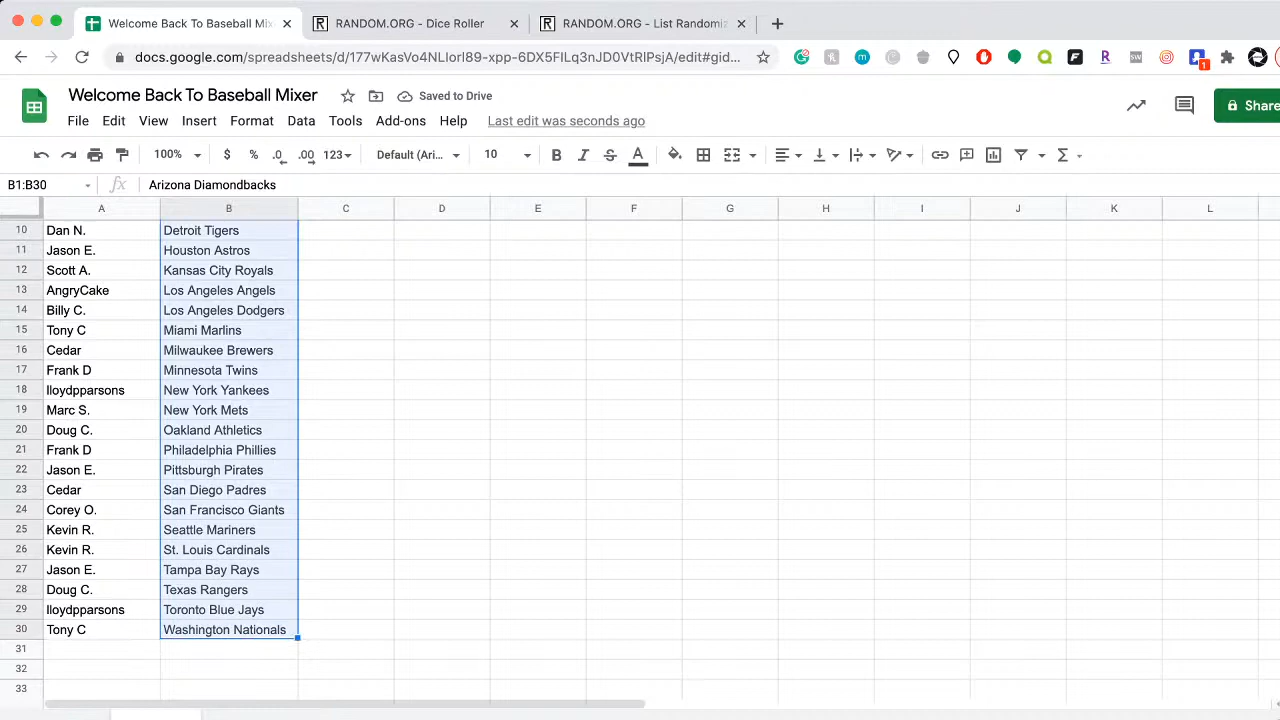 Welcome Back To Baseball Mix
RANDOM.ORG - Dice Roller
RANDOM.ORG - List Randomiz
docs.google.com/spreadsheets/d/
Welcome Back To Baseball Mixer
Saved to Drive
Share
File Edit View Insert Format Data Tools Add-ons Help Last edit was seconds ago
100% $ % .0 .00 123 Default (Ari... 10 B I S A Σ
B1:B30 fx Arizona Diamondbacks
A B C D E F G H I J K L
10 Dan N. Detroit Tigers
11 Jason E. Houston Astros
12 Scott A. Kansas City Royals
13 AngryCake Los Angeles Angels
14 Billy C. Los Angeles Dodgers
15 Tony C Miami Marlins
16 Cedar Milwaukee Brewers
17 Frank D Minnesota Twins
18 lloydpparsons New York Yankees
19 Marc S. New York Mets
20 Doug C. Oakland Athletics
21 Frank D Philadelphia Phillies
22 Jason E. Pittsburgh Pirates
23 Cedar San Diego Padres
24 Corey O. San Francisco Giants
25 Kevin R. Seattle Mariners
26 Kevin R. St. Louis Cardinals
27 Jason E. Tampa Bay Rays
28 Doug C. Texas Rangers
29 lloydpparsons Toronto Blue Jays
30 Tony C Washington Nationals
31
32
33